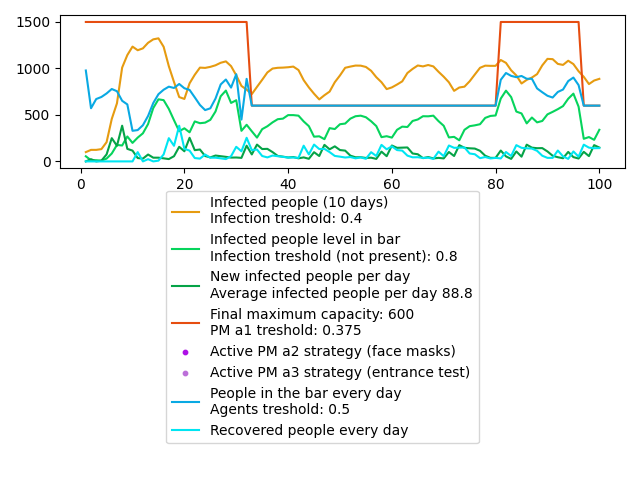 1500
1000
500
0
0
20
40
60
80
100
Infected people (10 days)
Infection treshold: 0.4
Infected people level in bar
Infection treshold (not present): 0.8
New infected people per day
Average infected people per day 88.8
Final maximum capacity: 600
PM a1 treshold: 0.375
Active PM a2 strategy (face masks)
Active PM a3 strategy (entrance test)
People in the bar every day
Agents treshold: 0.5
Recovered people every day